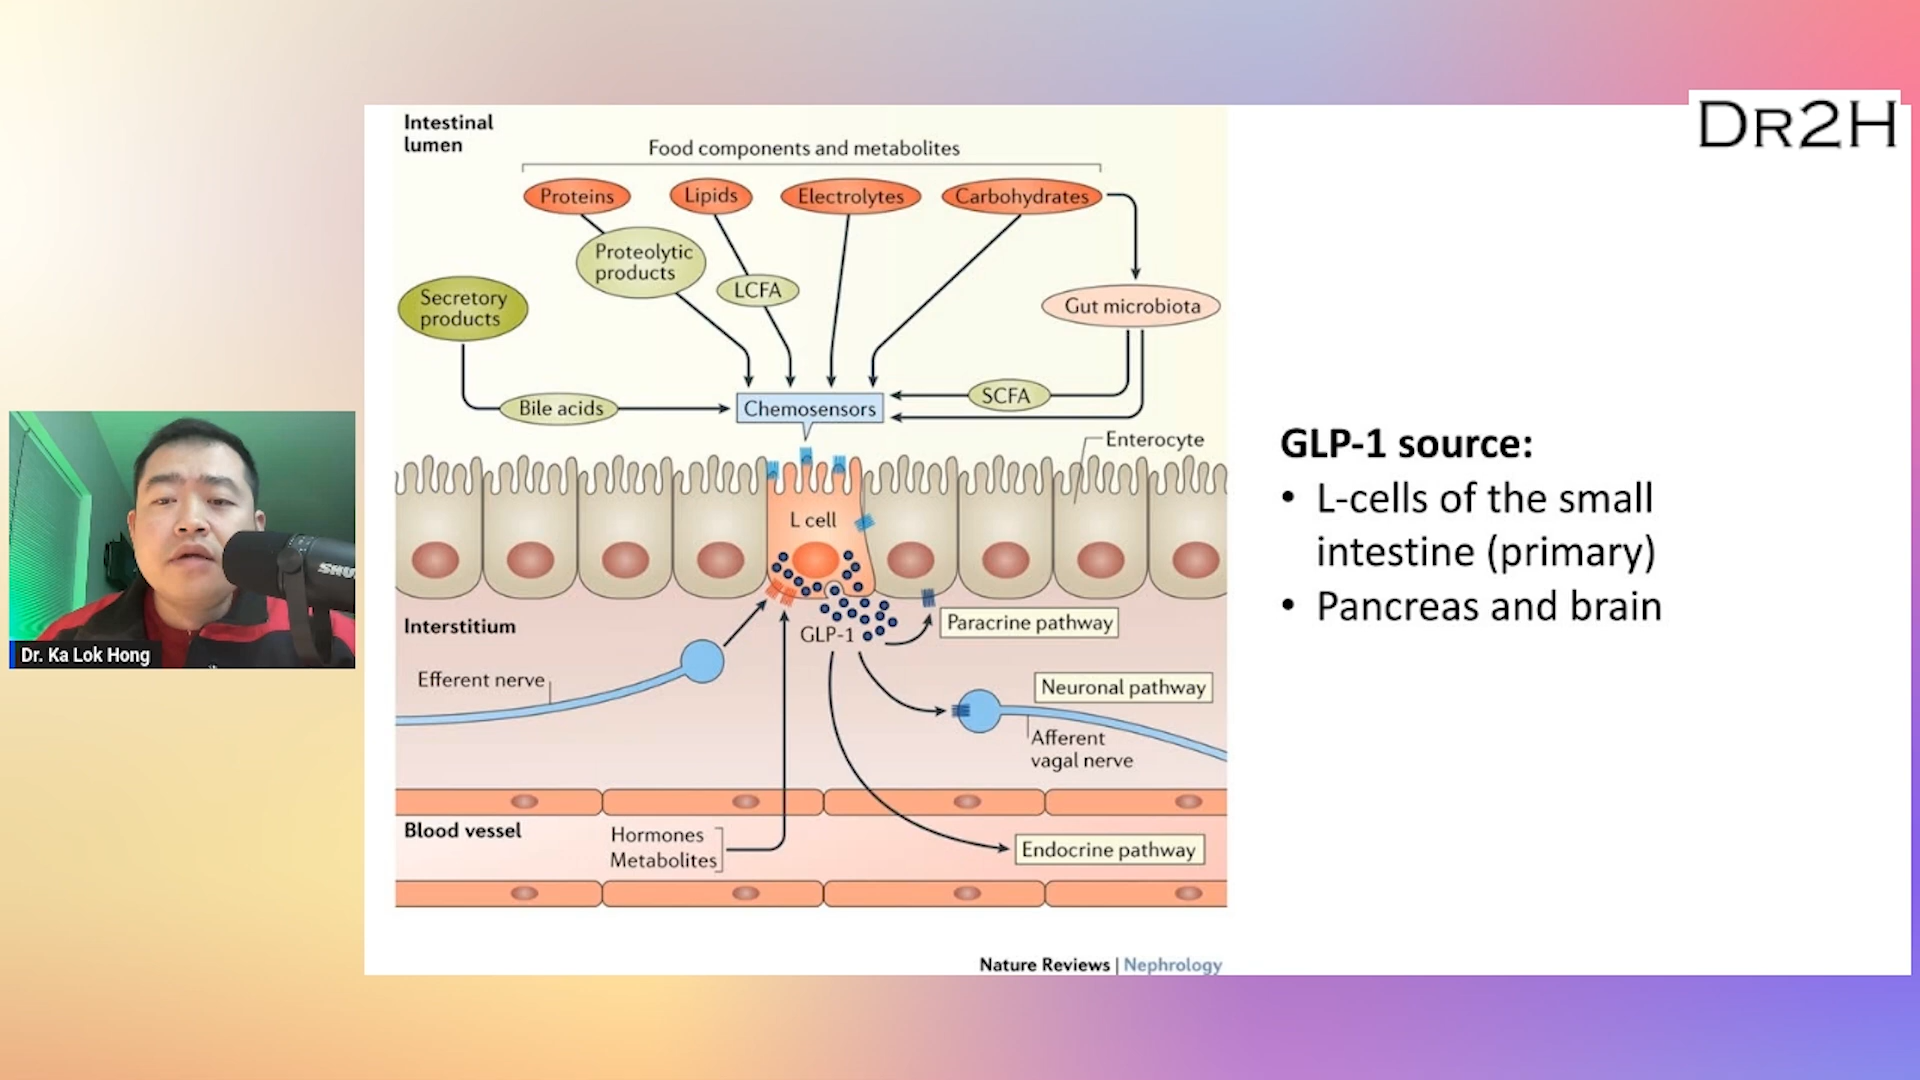 DR2H
Intestinal
lumen
Food components and metabolites
Proteins
Lipids
Electrolytes
Carbohydrates
Proteolytic
products
LCFA
Secretory
products
Gut microbiota
Bile acids
Chemosensors
SCFA
Enterocyte
L cell
Interstitium
GLP-1
Paracrine pathway
Efferent nerve
Neuronal pathway
Afferent
vagal nerve
Blood vessel
Hormones
Metabolites
Endocrine pathway
Nature Reviews | Nephrology
GLP-1 source:
• L-cells of the small
intestine (primary)
• Pancreas and brain
SHU
Dr. Ka Lok Hong